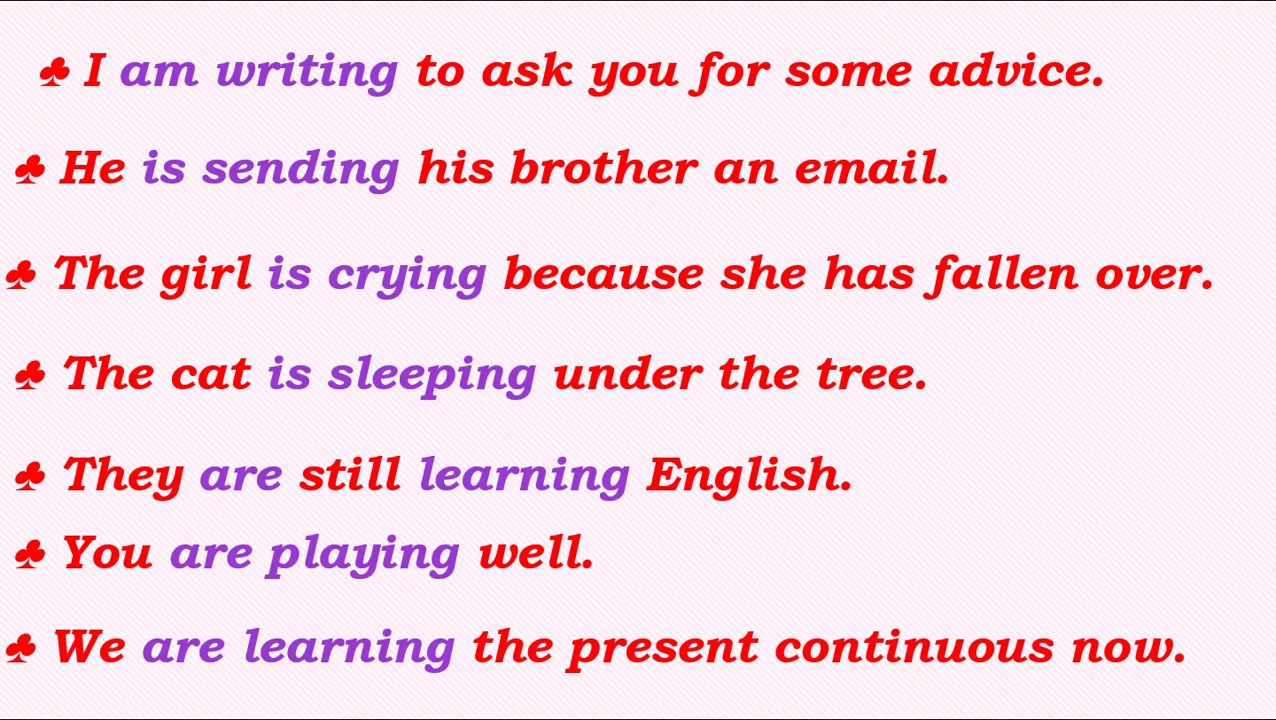 ♣ I am writing to ask you for some advice.
♣ He is sending his brother an email.
♣ The girl is crying because she has fallen over.
♣ The cat is sleeping under the tree.
♣ They are still learning English.
♣ You are playing well.
♣ We are learning the present continuous now.